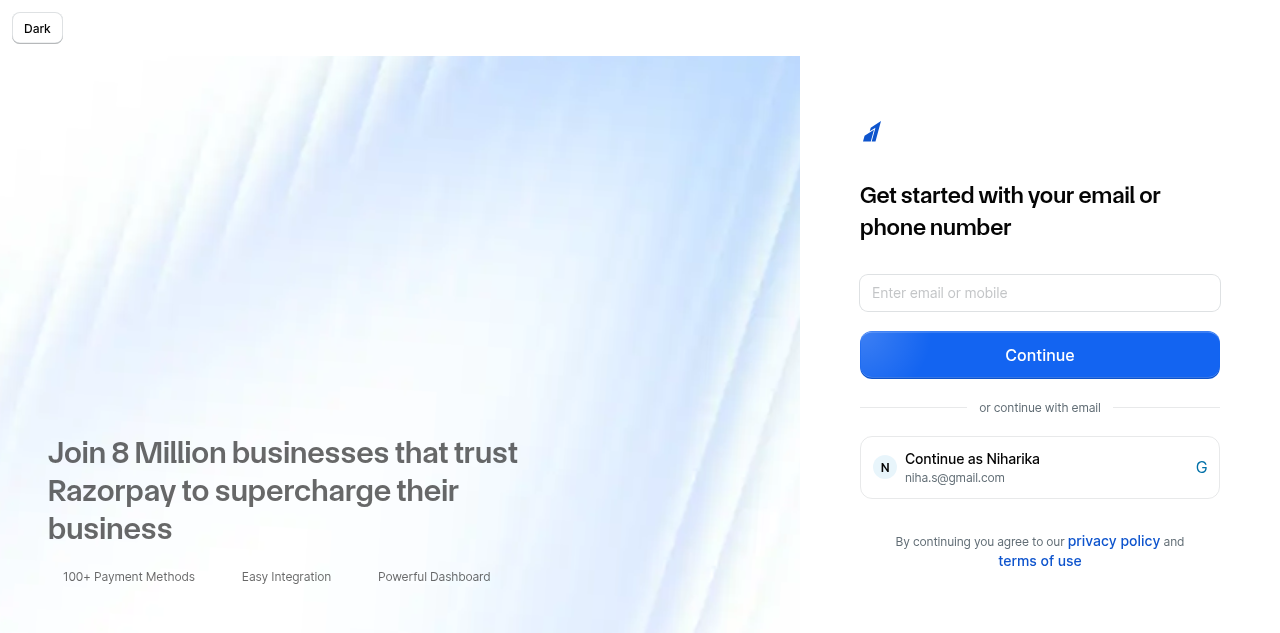 Dark
Join 8 Million businesses that trust
Razorpay to supercharge their
business
100+ Payment Methods
Easy Integration
Powerful Dashboard
Get started with your email or
phone number
Enter email or mobile
Continue
or continue with email
N
Continue as Niharika
niha.s@gmail.com
G
By continuing you agree to our privacy policy and
terms of use